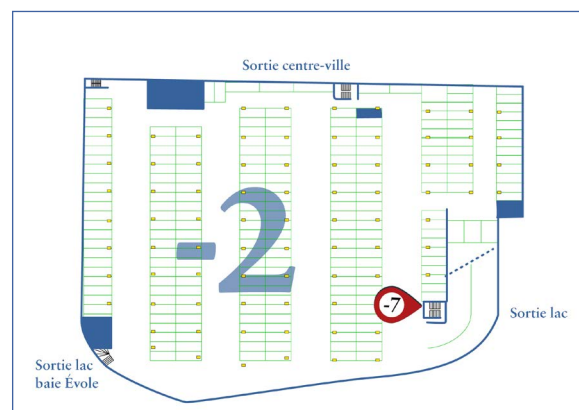 Sortie centre-ville
-2
-7
Sortie lac
Sortie lac
baie Évole